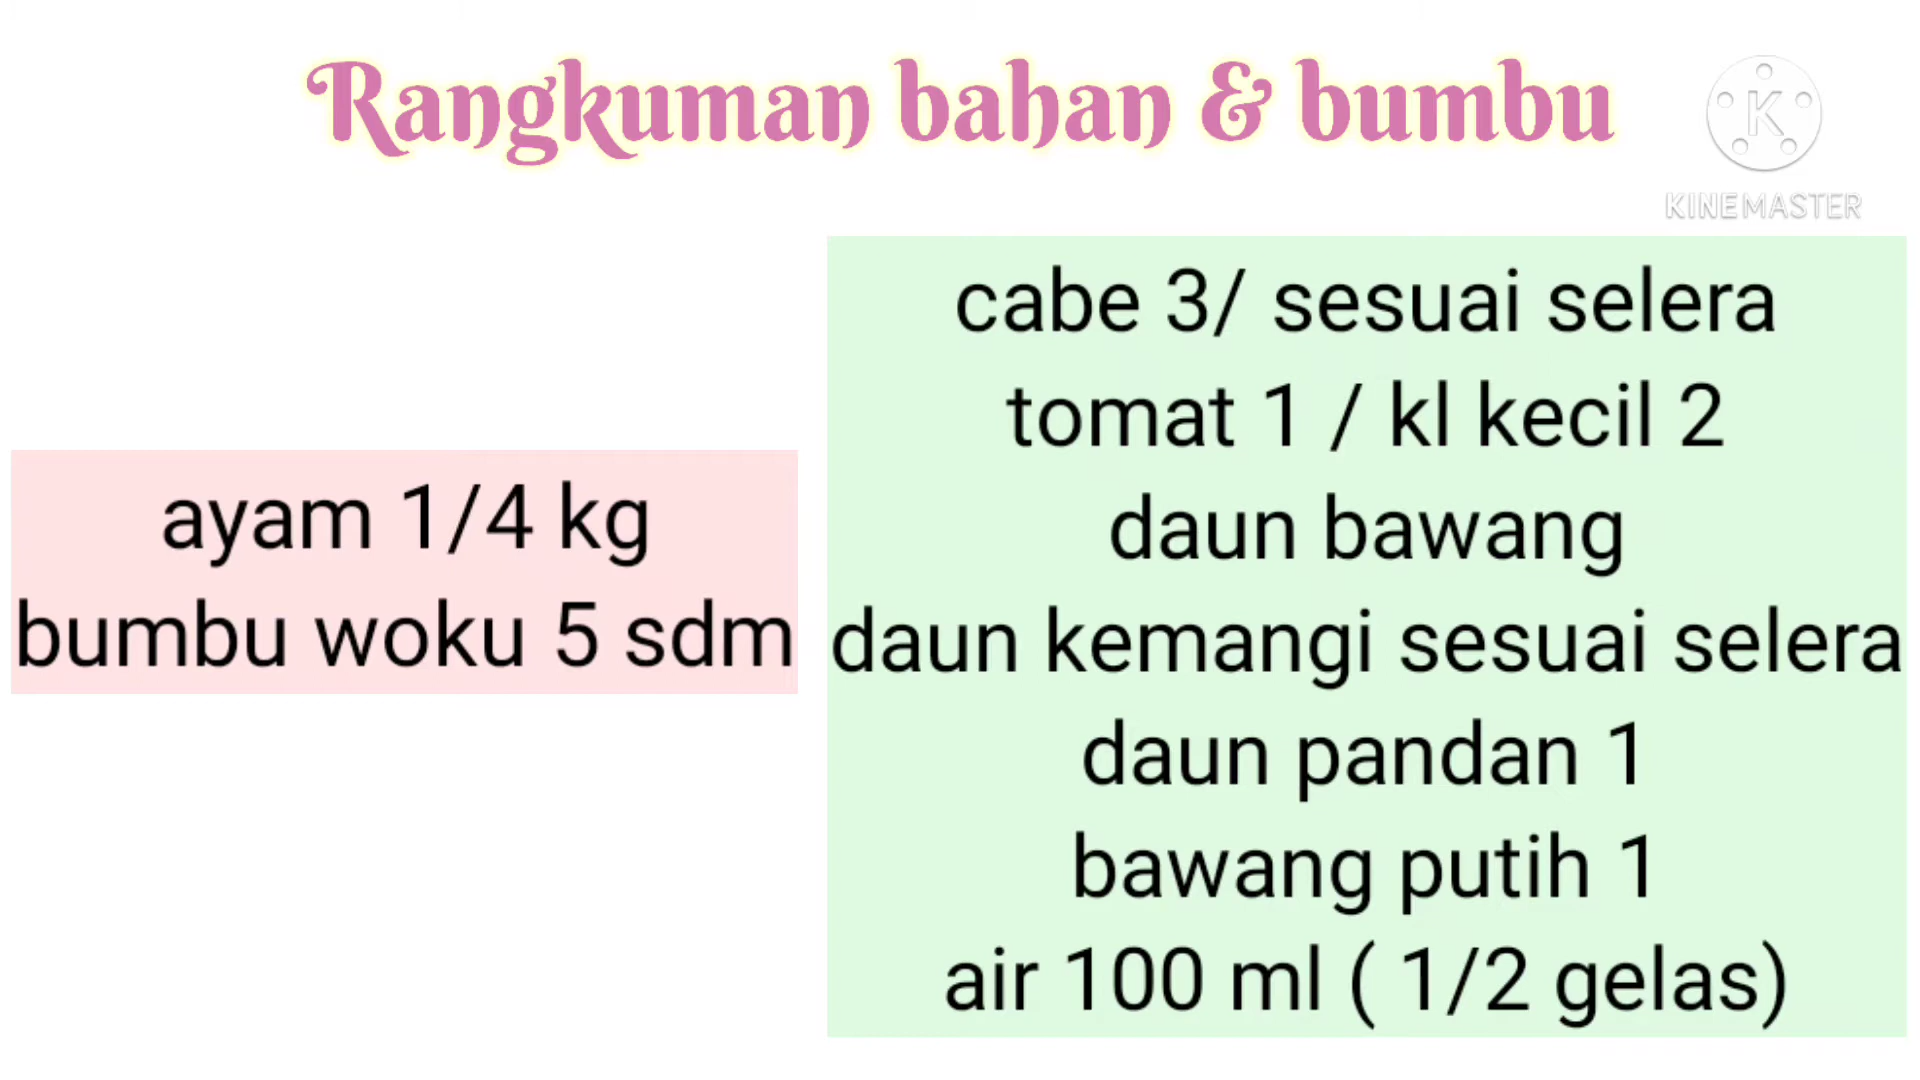 Rangkuman bahan & bumbu
K
KINEMASTER
ayam 1/4 kg
bumbu woku 5 sdm
cabe 3/ sesuai selera
tomat 1 / kl kecil 2
daun bawang
daun kemangi sesuai selera
daun pandan 1
bawang putih 1
air 100 ml ( 1/2 gelas)